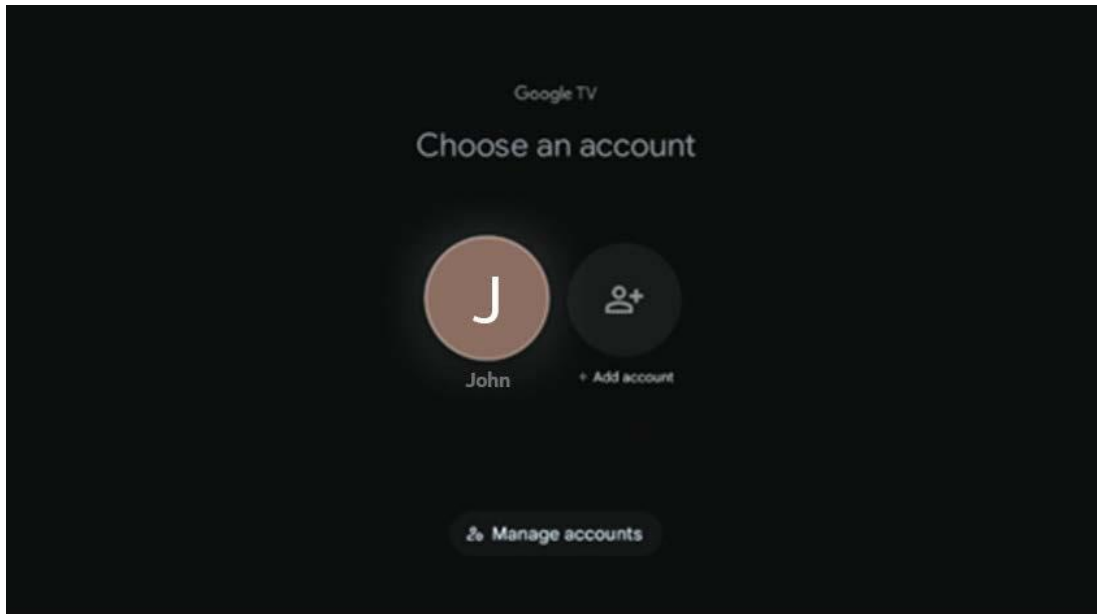 Google TV
Choose an account
J
John
+ Add account
Manage accounts